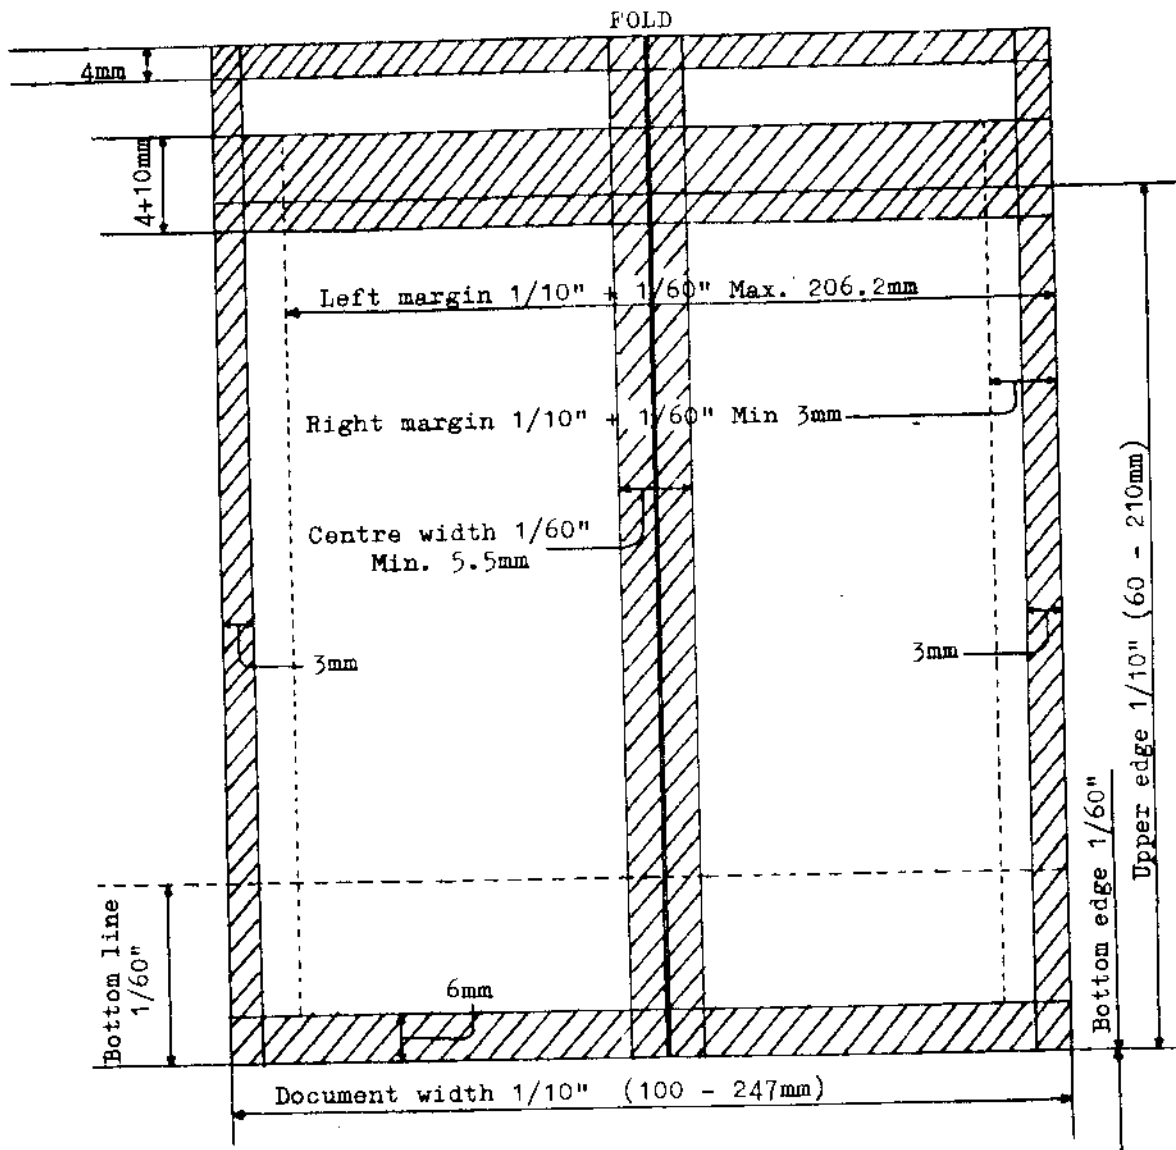 FOLD
4mm
4+10mm
Left margin 1/10" + 1/60" Max. 206.2mm
Right margin 1/10" + 1/60" Min 3mm
Centre width 1/60"
Min. 5.5mm
3mm
3mm
Upper edge 1/10" (60 - 210mm)
Bottom edge 1/60"
Bottom line
1/60"
6mm
Document width 1/10" (100 - 247mm)